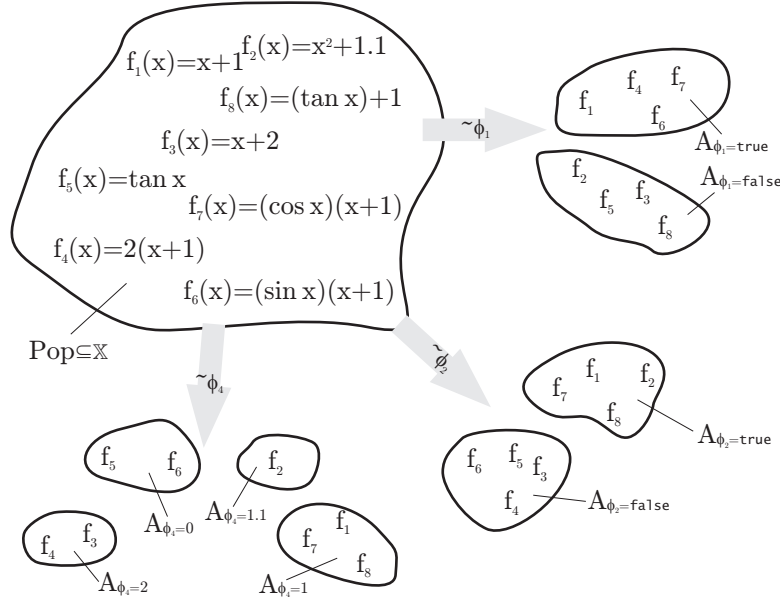 f₁(x)=x+1
f₂(x)=x²+1.1
f₈(x)=(tan x)+1
f₃(x)=x+2
f₅(x)=tan x
f₇(x)=(cos x)(x+1)
f₄(x)=2(x+1)
f₆(x)=(sin x)(x+1)
Pop⊆𝕏
~ϕ₁
f₁ f₄ f₇
f₆
Aϕ₁=true
f₂
f₅ f₃
f₈
Aϕ₁=false
~ϕ₂
f₇ f₁ f₂
f₈
Aϕ₂=true
f₆ f₅ f₃
f₄
Aϕ₂=false
~ϕ₄
f₅ f₆
Aϕ₄=0
f₂
Aϕ₄=1.1
f₄ f₃
Aϕ₄=2
f₁
f₇
f₈
Aϕ₄=1